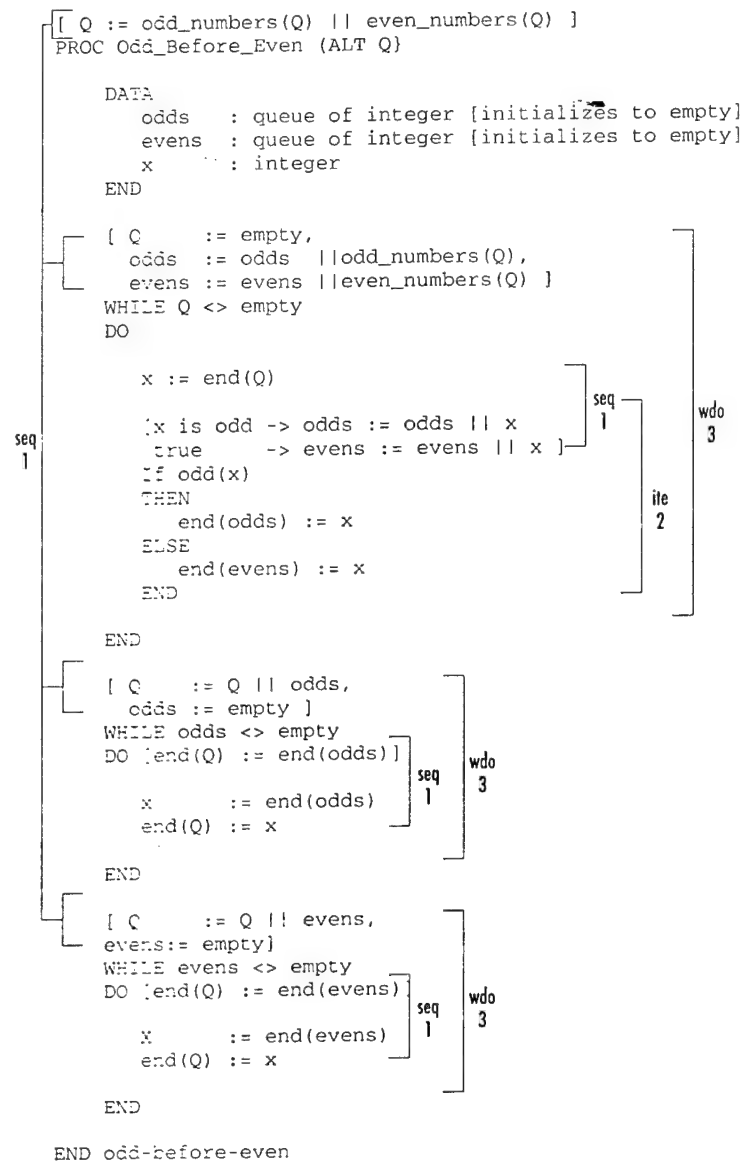 [ Q := odd_numbers(Q) || even_numbers(Q) ]
PROC Odd_Before_Even (ALT Q}
DATA
odds : queue of integer [initializes to empty]
evens : queue of integer [initializes to empty]
x : integer
END
[ Q := empty,
odds := odds ||odd_numbers(Q),
evens := evens ||even_numbers(Q) ]
WHILE Q <> empty
DO
x := end(Q)
[x is odd -> odds := odds || x
true -> evens := evens || x ]
If odd(x)
THEN
end(odds) := x
ELSE
end(evens) := x
END
seq
1
ite
2
wdo
3
seq
1
END
[ Q := Q || odds,
odds := empty ]
WHILE odds <> empty
DO [end(Q) := end(odds)]
x := end(odds)
end(Q) := x
seq
1
wdo
3
END
[ Q := Q || evens,
evens:= empty]
WHILE evens <> empty
DO [end(Q) := end(evens)]
x := end(evens)
end(Q) := x
seq
1
wdo
3
END
END odd-before-even